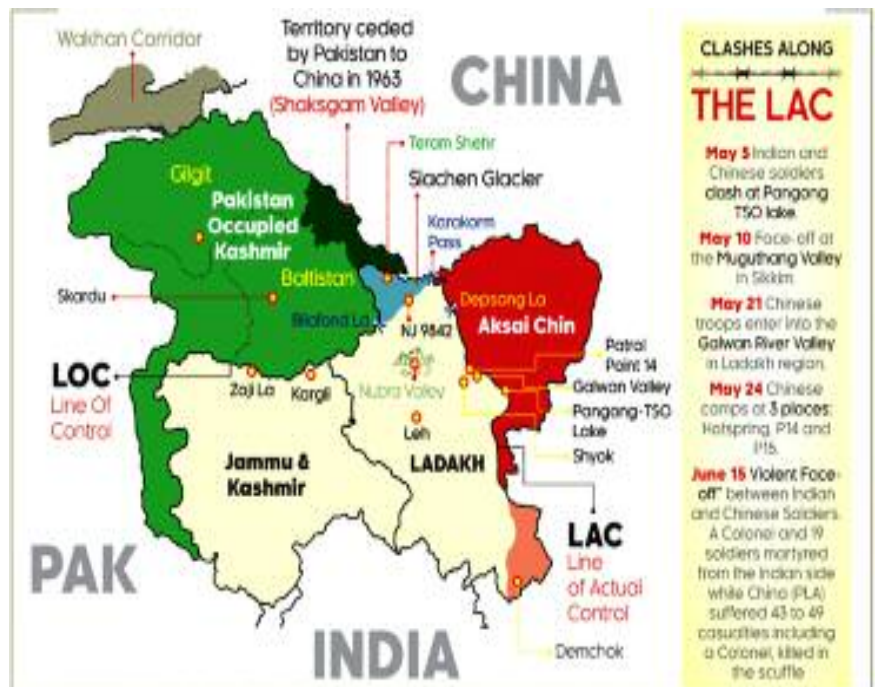 Wakhan Corridor
Territory ceded
by Pakistan to
China in 1963
(Shaksgam Valley)
CHINA
Teram Shehr
Siachen Glacier
Karakorm
Pass
Gilgit
Pakistan
Occupied
Kashmir
Baltistan
Skardu
Bilafond La
NJ 9842
Depsang La
Aksai Chin
LOC
Line Of
Control
Zoji La
Kargil
Nubra Valley
Leh
Patrol
Point 14
Galwan Valley
Pangong-TSO
Lake
Shyok
Jammu &
Kashmir
LADAKH
LAC
Line
of Actual
Control
PAK
INDIA
Demchok
CLASHES ALONG
THE LAC
May 5 Indian and
Chinese soldiers
clash at Pangong
TSO lake.
May 10 Face-off at
the Muguthang Valley
in Sikkim
May 21 Chinese
troops enter into the
Galwan River Valley
in Ladakh region.
May 24 Chinese
camps at 3 places:
Hotspring, P14 and
P15.
June 15 Violent Face-
off" between Indian
and Chinese Soldiers.
A Colonel and 19
soldiers martyred
from the Indian side
while China (PLA)
suffered 43 to 49
casualties including
a Colonel, killed in
the scuffle